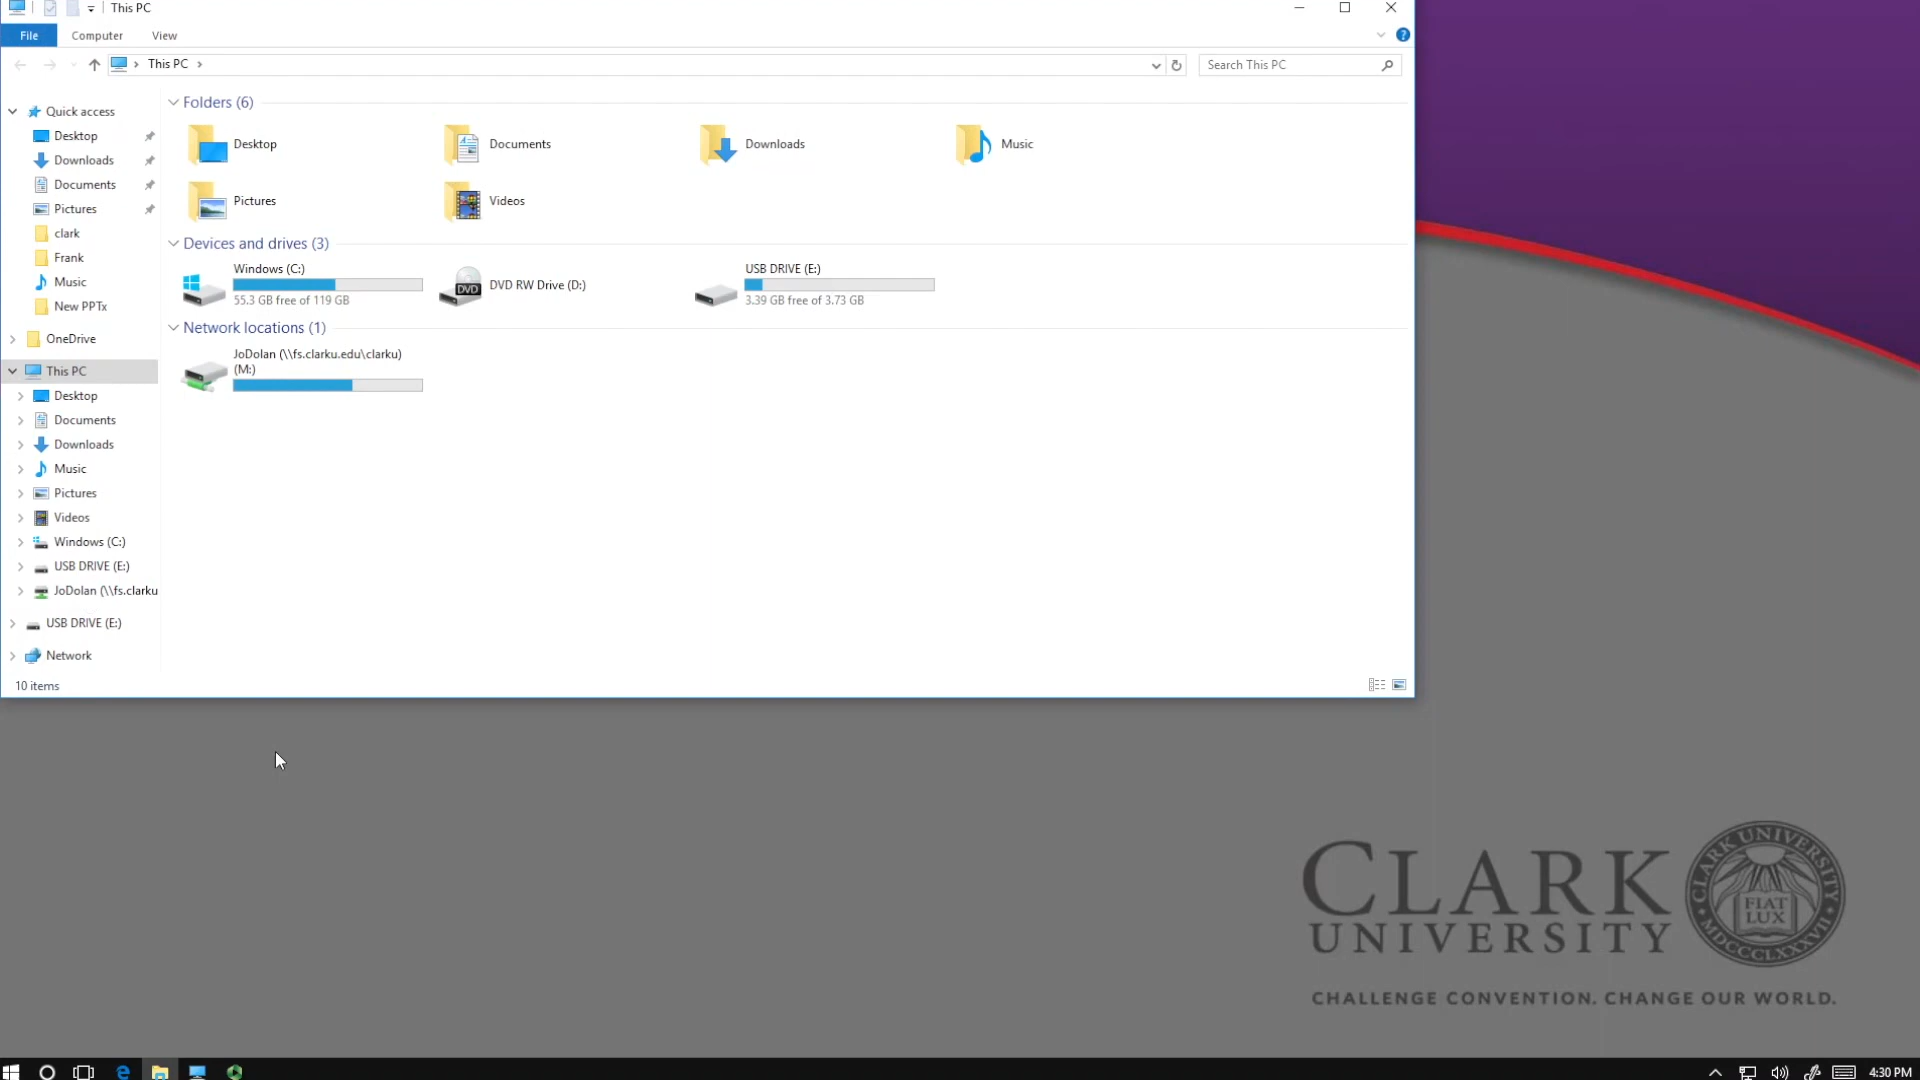 This PC
File
Computer
View
This PC
Search This PC
Quick access
Desktop
Downloads
Documents
Pictures
clark
Frank
Music
New PPTx
OneDrive
This PC
Desktop
Documents
Downloads
Music
Pictures
Videos
Windows (C:)
USB DRIVE (E:)
JoDolan (\\fs.clarku
USB DRIVE (E:)
Network
Folders (6)
Desktop
Documents
Downloads
Music
Pictures
Videos
Devices and drives (3)
Windows (C:)
55.3 GB free of 119 GB
DVD
DVD RW Drive (D:)
USB DRIVE (E:)
3.39 GB free of 3.73 GB
Network locations (1)
JoDolan (\\fs.clarku.edu\clarku)
(M:)
10 items
CLARK
UNIVERSITY
CLARK UNIVERSITY
FIAT
LUX
MDCCCLXXXVII
CHALLENGE CONVENTION. CHANGE OUR WORLD.
4:30 PM